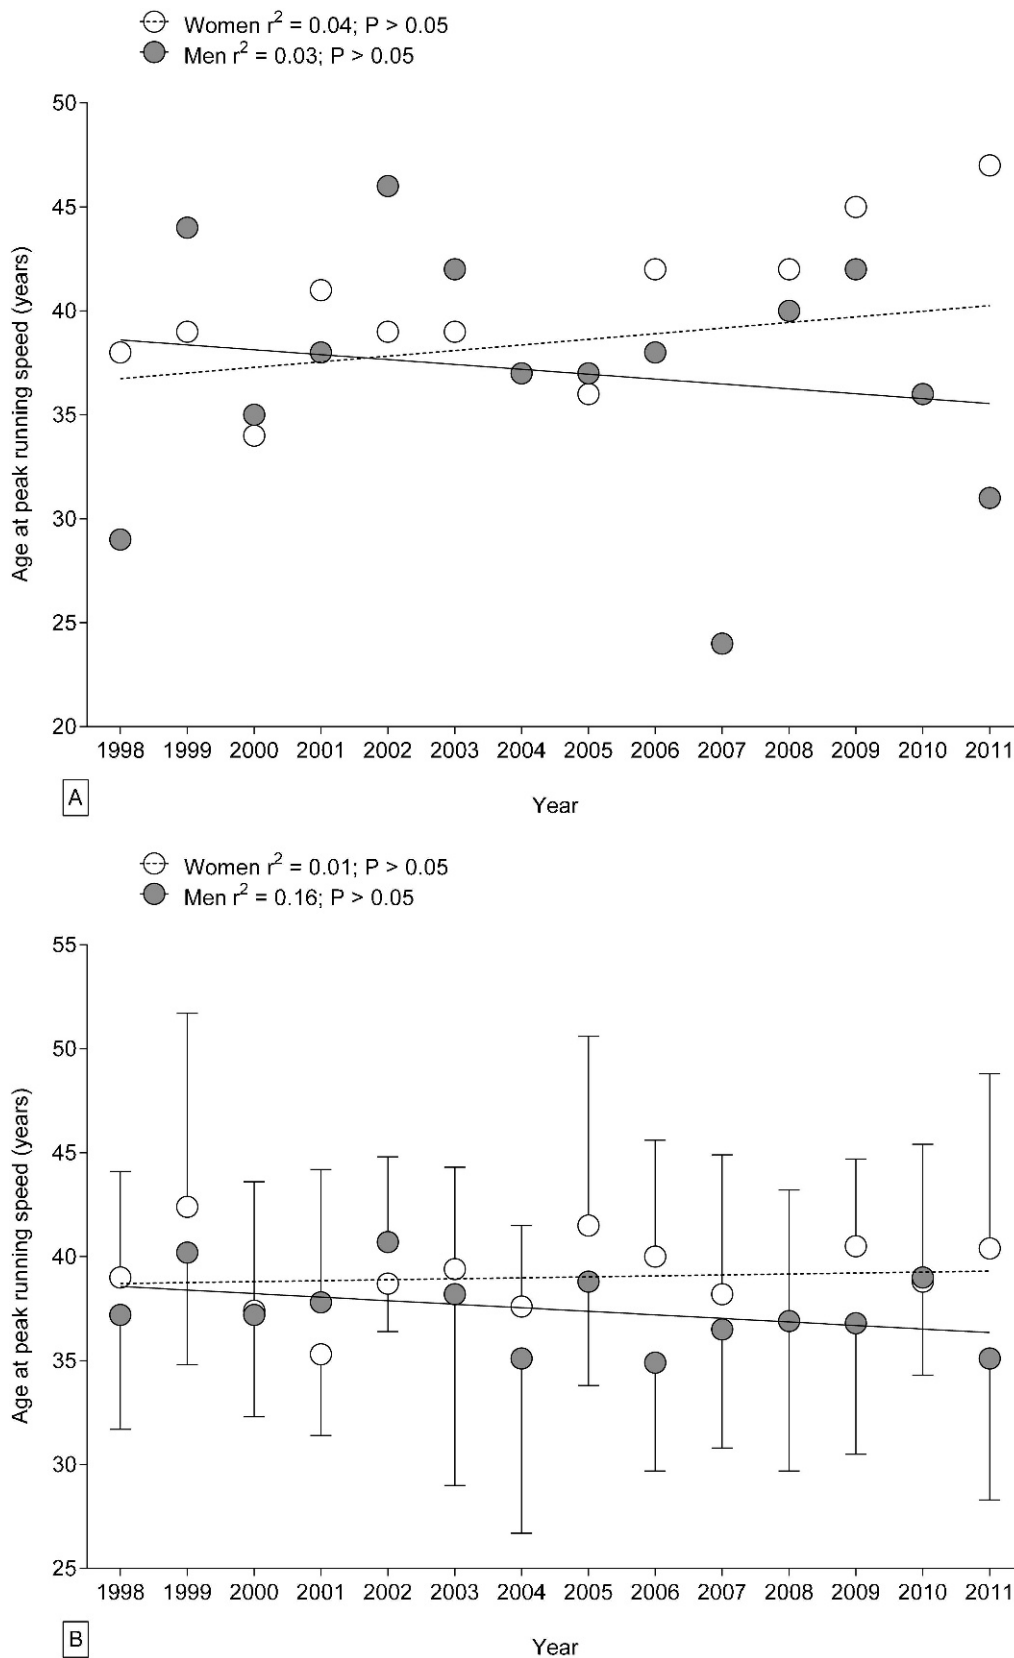 Women r² = 0.04; P > 0.05
Men r² = 0.03; P > 0.05
Age at peak running speed (years)
50
45
40
35
30
25
20
1998 1999 2000 2001 2002 2003 2004 2005 2006 2007 2008 2009 2010 2011
A
Year
Women r² = 0.01; P > 0.05
Men r² = 0.16; P > 0.05
Age at peak running speed (years)
55
50
45
40
35
30
25
1998 1999 2000 2001 2002 2003 2004 2005 2006 2007 2008 2009 2010 2011
B
Year